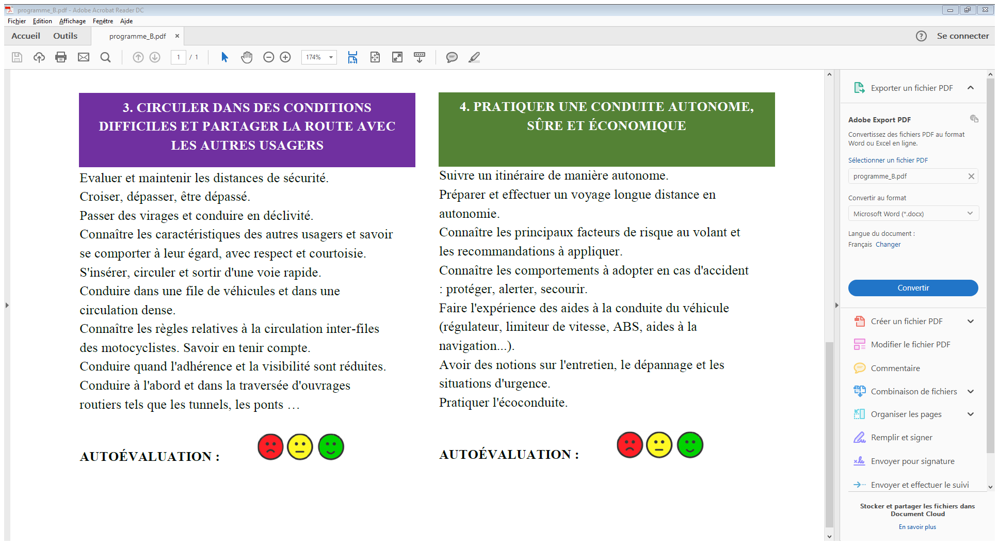 programme_B.pdf - Adobe Acrobat Reader DC
Fichier Edition Affichage Fenêtre Aide
Accueil Outils programme_B.pdf × ? Se connecter
1 / 1 174%
3. CIRCULER DANS DES CONDITIONS
DIFFICILES ET PARTAGER LA ROUTE AVEC
LES AUTRES USAGERS
Evaluer et maintenir les distances de sécurité.
Croiser, dépasser, être dépassé.
Passer des virages et conduire en déclivité.
Connaître les caractéristiques des autres usagers et savoir
se comporter à leur égard, avec respect et courtoisie.
S'insérer, circuler et sortir d'une voie rapide.
Conduire dans une file de véhicules et dans une
circulation dense.
Connaître les règles relatives à la circulation inter-files
des motocyclistes. Savoir en tenir compte.
Conduire quand l'adhérence et la visibilité sont réduites.
Conduire à l'abord et dans la traversée d'ouvrages
routiers tels que les tunnels, les ponts …
AUTOÉVALUATION :
4. PRATIQUER UNE CONDUITE AUTONOME,
SÛRE ET ÉCONOMIQUE
Suivre un itinéraire de manière autonome.
Préparer et effectuer un voyage longue distance en
autonomie.
Connaître les principaux facteurs de risque au volant et
les recommandations à appliquer.
Connaître les comportements à adopter en cas d'accident
: protéger, alerter, secourir.
Faire l'expérience des aides à la conduite du véhicule
(régulateur, limiteur de vitesse, ABS, aides à la
navigation...).
Avoir des notions sur l'entretien, le dépannage et les
situations d'urgence.
Pratiquer l'écoconduite.
AUTOÉVALUATION :
Exporter un fichier PDF
Adobe Export PDF
Convertissez des fichiers PDF au format
Word ou Excel en ligne.
Sélectionner un fichier PDF
programme_B.pdf
Convertir au format
Microsoft Word (*.docx)
Langue du document :
Français Changer
Convertir
Créer un fichier PDF
Modifier le fichier PDF
Commentaire
Combinaison de fichiers
Organiser les pages
Remplir et signer
Envoyer pour signature
Envoyer et effectuer le suivi
Stocker et partager les fichiers dans
Document Cloud
En savoir plus